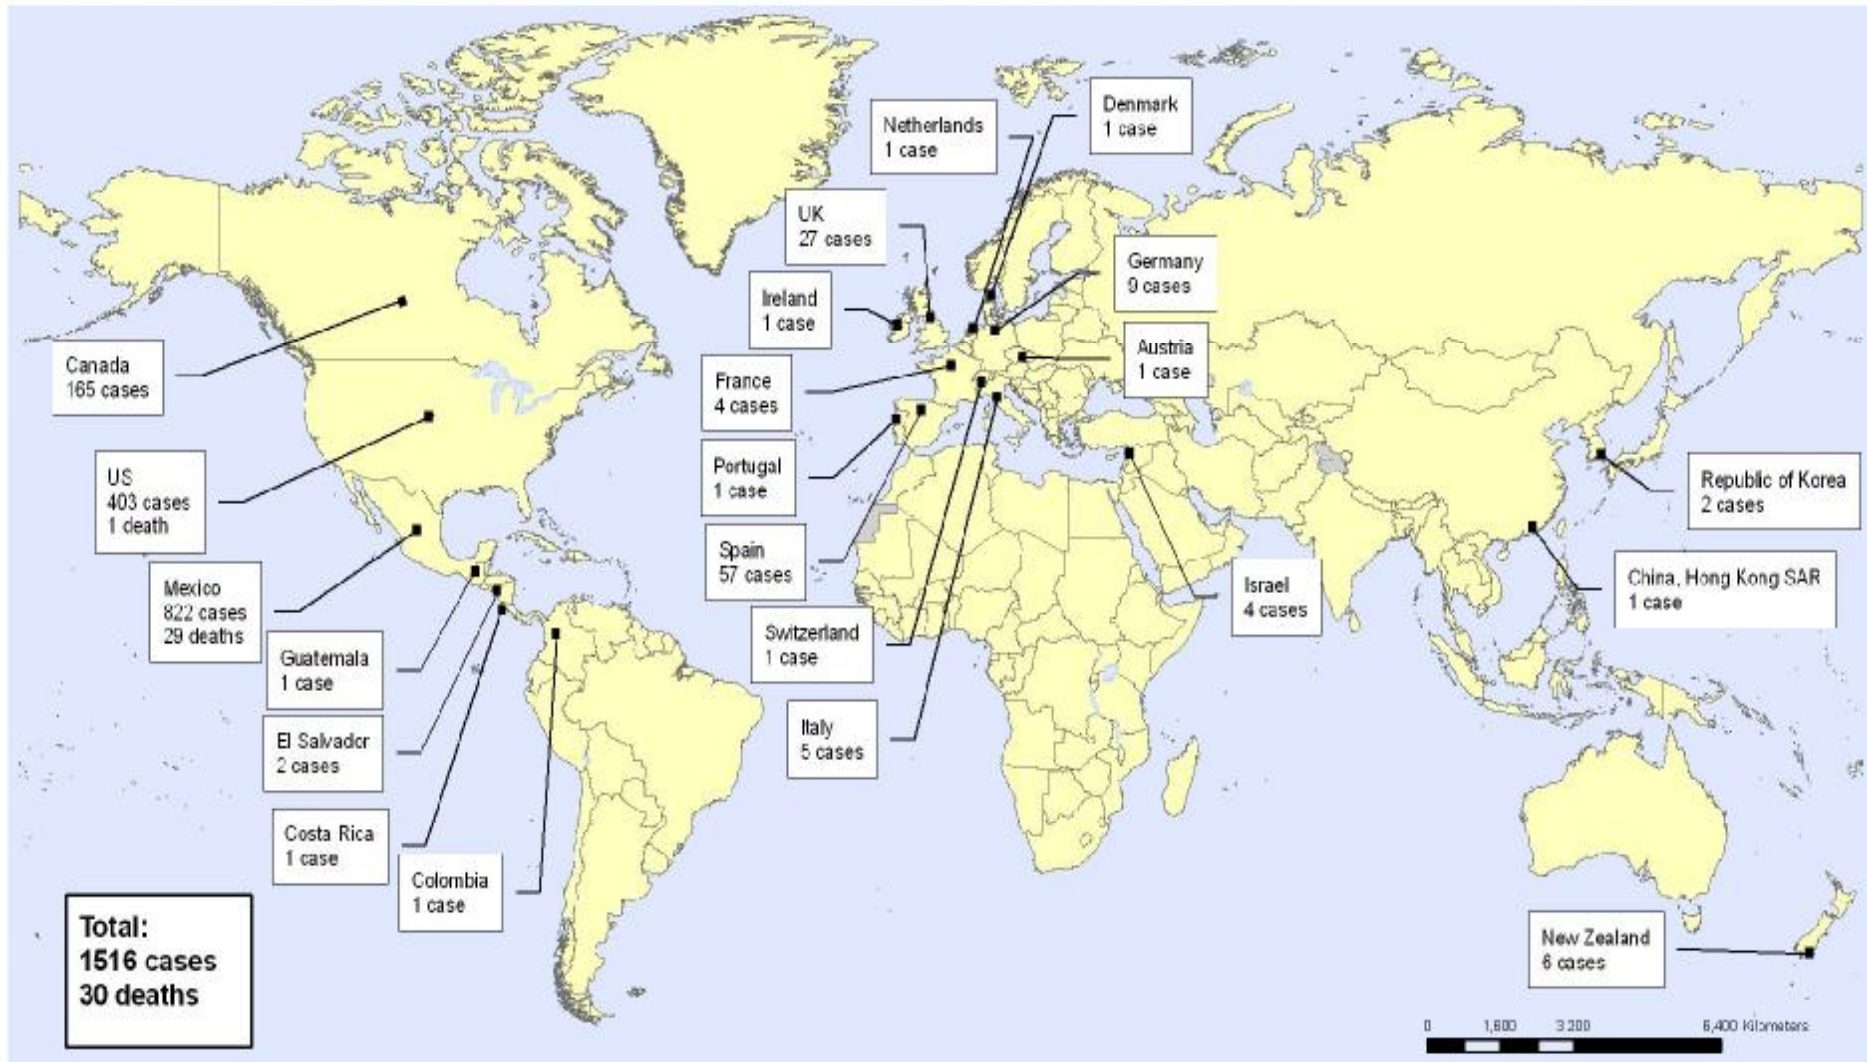 Denmark
1 case
Netherlands
1 case
UK
27 cases
Germany
9 cases
Ireland
1 case
Canada
165 cases
Austria
1 case
France
4 cases
US
403 cases
1 death
Portugal
1 case
Republic of Korea
2 cases
Spain
57 cases
Mexico
822 cases
29 deaths
Israel
4 cases
China, Hong Kong SAR
1 case
Switzerland
1 case
Guatemala
1 case
Italy
5 cases
El Salvador
2 cases
Costa Rica
1 case
Colombia
1 case
Total:
1516 cases
30 deaths
New Zealand
6 cases
0 1,600 3 200 6,400 Kilometers